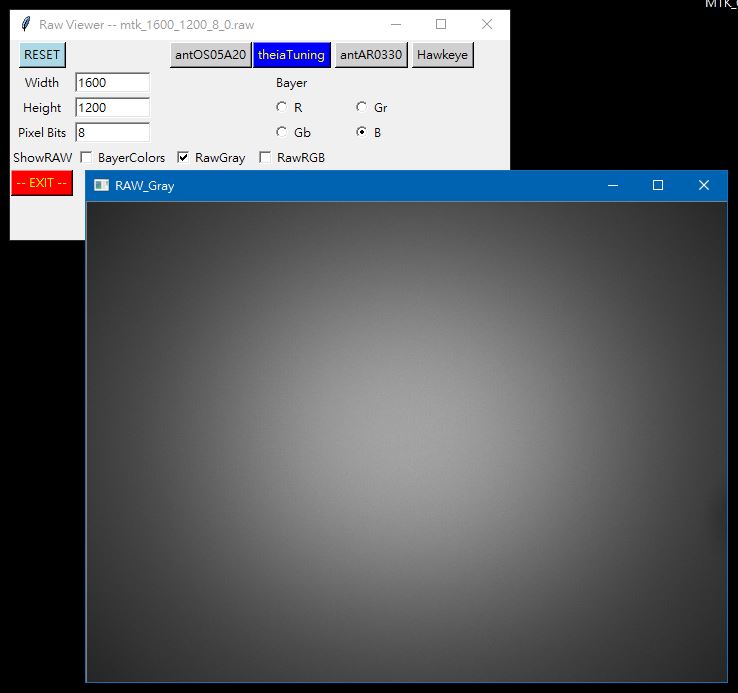 MTK_
Raw Viewer -- mtk_1600_1200_8_0.raw
RESET antOS05A20 theiaTuning antAR0330 Hawkeye
Width 1600 Bayer
Height 1200 R Gr
Pixel Bits 8 Gb B
ShowRAW BayerColors RawGray RawRGB
-- EXIT --
RAW_Gray